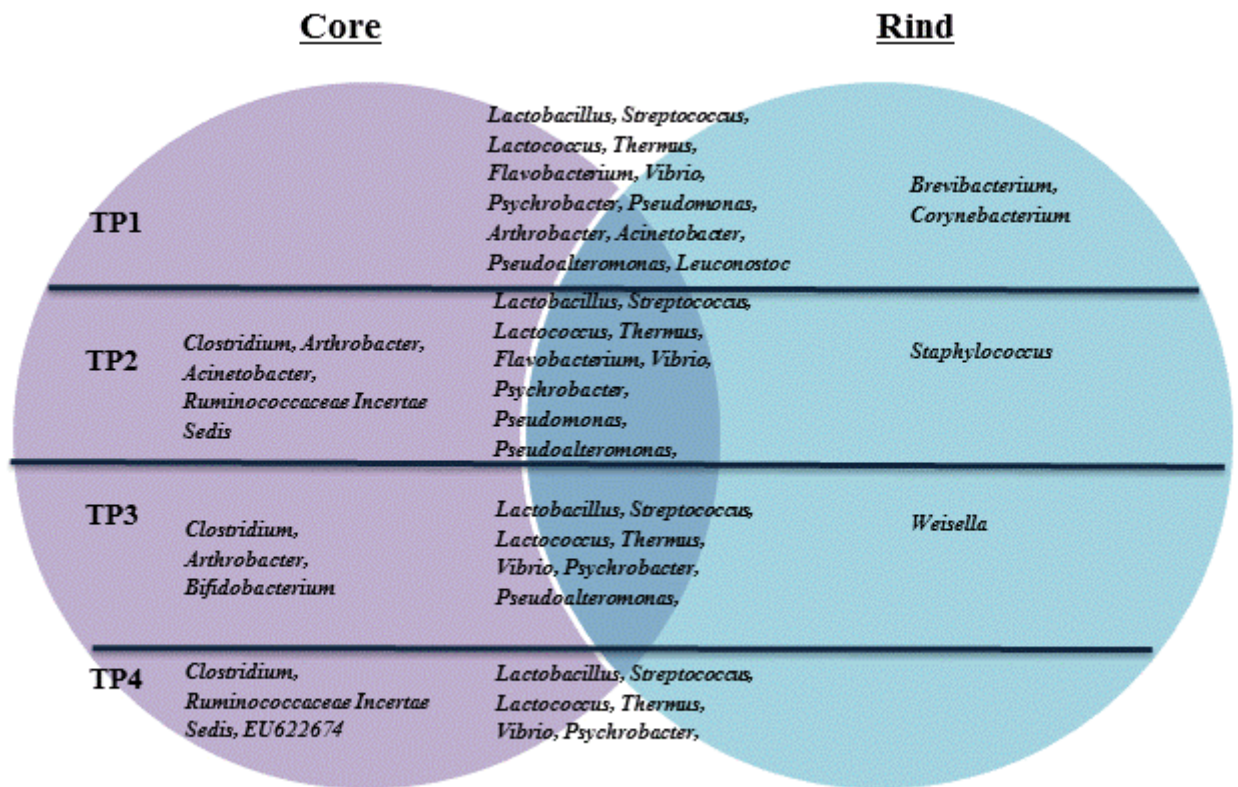 Core
Rind
TP1
Lactobacillus, Streptococcus,
Lactococcus, Thermus,
Flavobacterium, Vibrio,
Psychrobacter, Pseudomonas,
Arthrobacter, Acinetobacter,
Pseudoalteromonas, Leuconostoc
Brevibacterium,
Corynebacterium
TP2
Clostridium, Arthrobacter,
Acinetobacter,
Ruminococcaceae Incertae
Sedis
Lactobacillus, Streptococcus,
Lactococcus, Thermus,
Flavobacterium, Vibrio,
Psychrobacter,
Pseudomonas,
Pseudoalteromonas,
Staphylococcus
TP3
Clostridium,
Arthrobacter,
Bifidobacterium
Lactobacillus, Streptococcus,
Lactococcus, Thermus,
Vibrio, Psychrobacter,
Pseudoalteromonas,
Weisella
TP4
Clostridium,
Ruminococcaceae Incertae
Sedis, EU622674
Lactobacillus, Streptococcus,
Lactococcus, Thermus,
Vibrio, Psychrobacter,